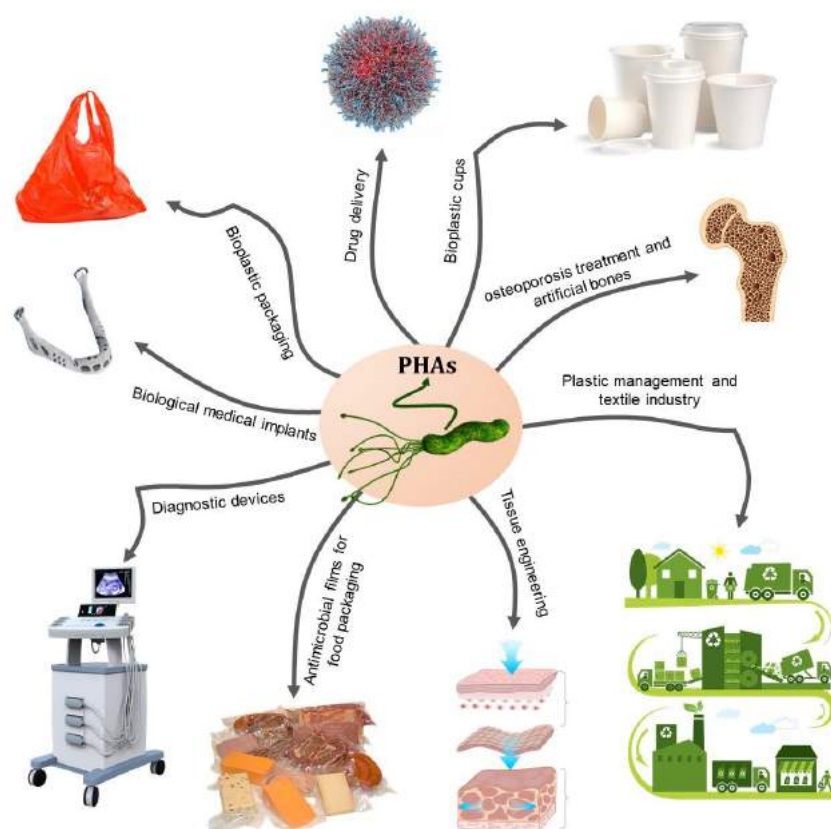 Drug delivery
Bioplastic cups
Bioplastic packaging
osteoporosis treatment and
artificial bones
PHAs
Plastic management and
textile industry
Biological medical implants
Diagnostic devices
Antimicrobial films for
food packaging
Tissue engineering